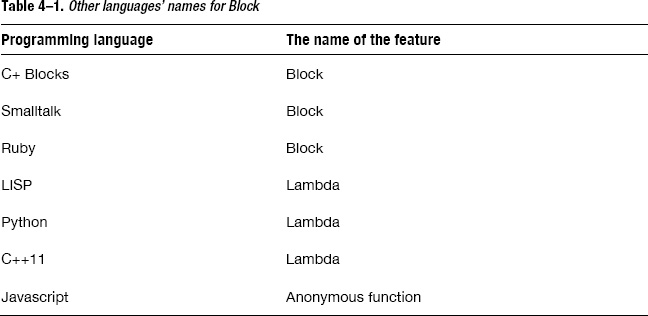 Table 4–1. Other languages' names for Block
Programming language The name of the feature
C+ Blocks Block
Smalltalk Block
Ruby Block
LISP Lambda
Python Lambda
C++11 Lambda
Javascript Anonymous function